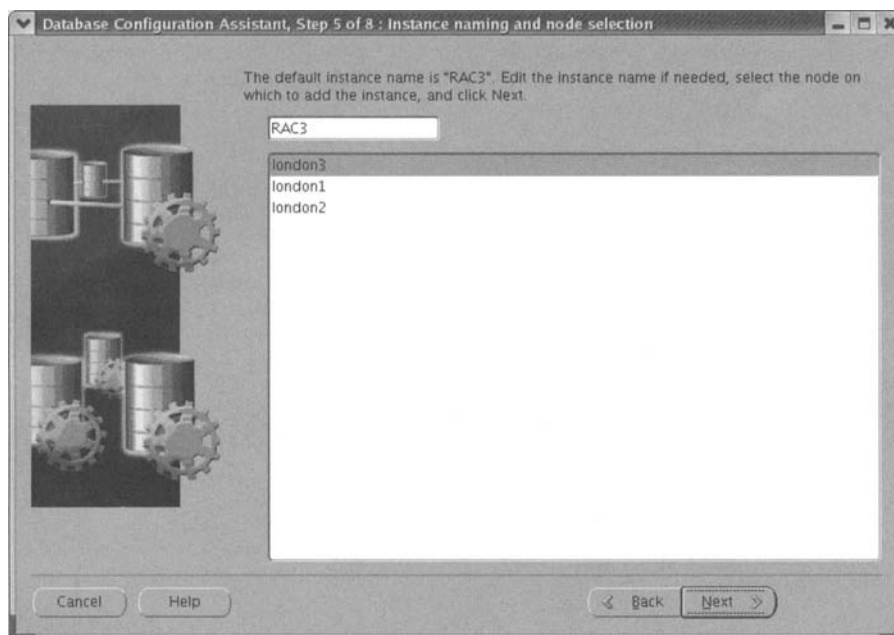 Database Configuration Assistant, Step 5 of 8 : Instance naming and node selection
The default instance name is "RAC3". Edit the instance name if needed, select the node on
which to add the instance, and click Next.
RAC3
london3
london1
london2
Cancel
Help
Back
Next